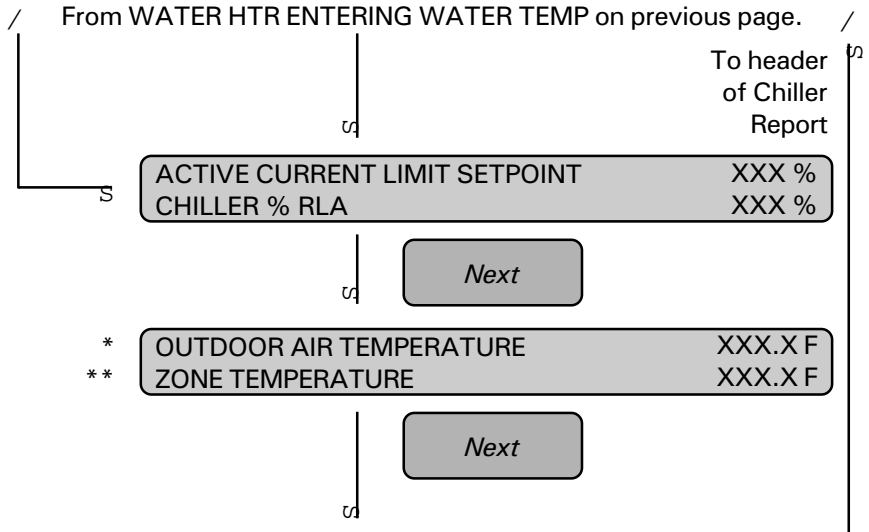 From WATER HTR ENTERING WATER TEMP on previous page.
To header
of Chiller
Report
ACTIVE CURRENT LIMIT SETPOINT XXX %
CHILLER % RLA XXX %
Next
* OUTDOOR AIR TEMPERATURE XXX.X F
** ZONE TEMPERATURE XXX.X F
Next